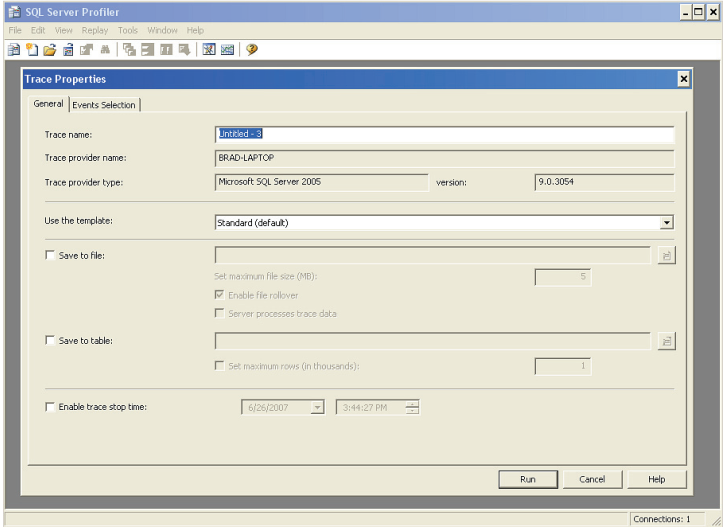 SQL Server Profiler
File Edit View Replay Tools Window Help
Trace Properties
General Events Selection
Trace name: Untitled - 3
Trace provider name: BRAD-LAPTOP
Trace provider type: Microsoft SQL Server 2005 version: 9.0.3054
Use the template: Standard (default)
Save to file:
Set maximum file size (MB): 5
Enable file rollover
Server processes trace data
Save to table:
Set maximum rows (in thousands): 1
Enable trace stop time: 6/26/2007 3:44:27 PM
Run Cancel Help
Connections: 1